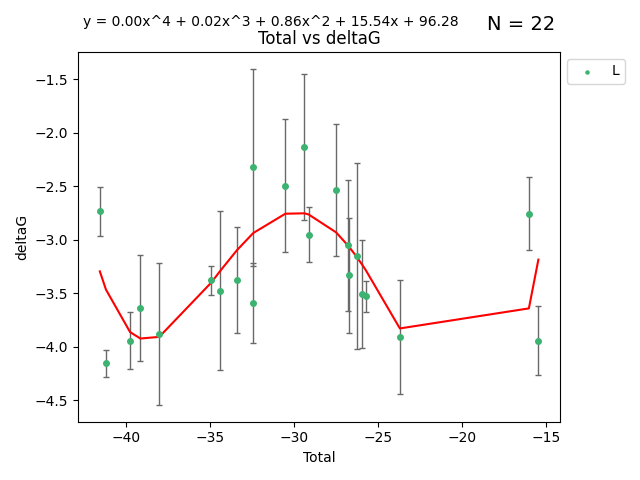 y = 0.00x^4 + 0.02x^3 + 0.86x^2 + 15.54x + 96.28
N = 22
Total vs deltaG
L
−1.5
−2.0
−2.5
−3.0
−3.5
−4.0
−4.5
deltaG
−40 −35 −30 −25 −20 −15
Total